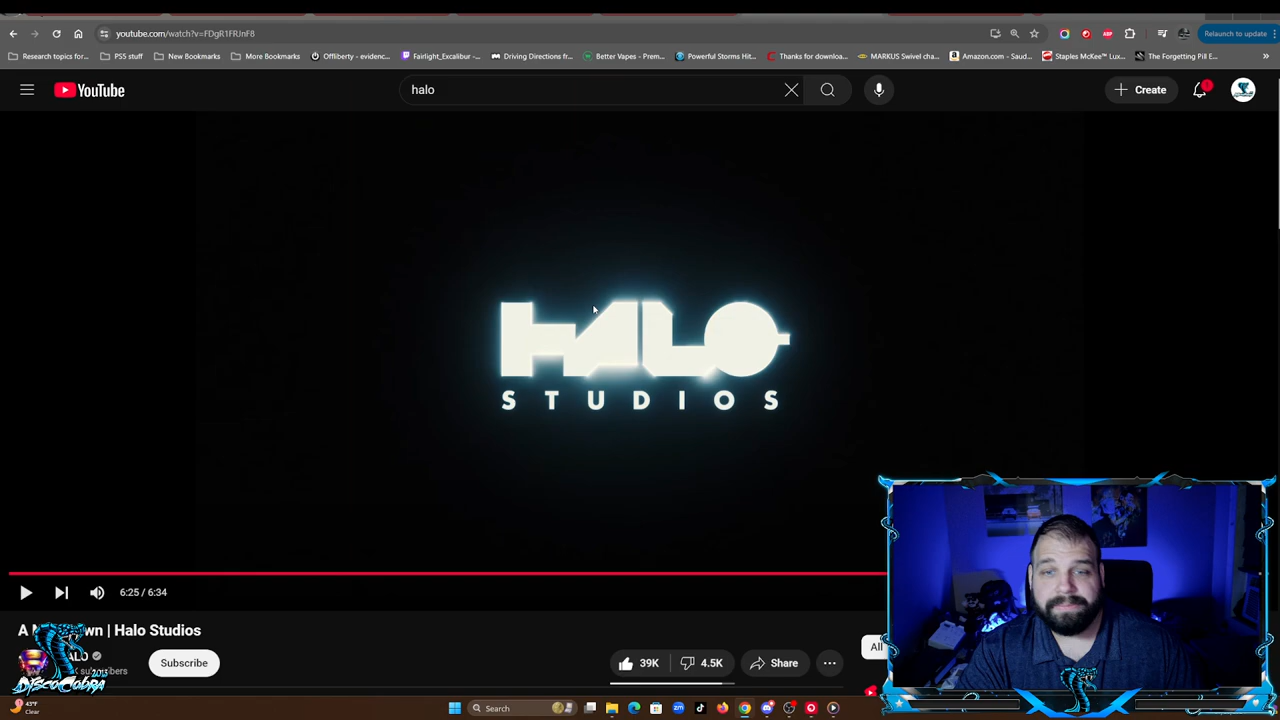 youtube.com/watch?v=FDgR1FRJnF8
Relaunch to update
Research topics for...
PSS stuff
New Bookmarks
More Bookmarks
Offliberty - evidenc...
Fairlight_Excalibur -...
Driving Directions fr...
Better Vapes - Prem...
Powerful Storms Hit...
Thanks for downloa...
MARKUS Swivel cha...
Amazon.com - Saud...
Staples McKee™ Lux...
The Forgetting Pill E...
YouTube
halo
Create
HALO
STUDIOS
6:25 / 6:34
Halo Studios
Subscribe
39K
4.5K
Share
All
DiscoCobra
2013
43°F
Clear
Search